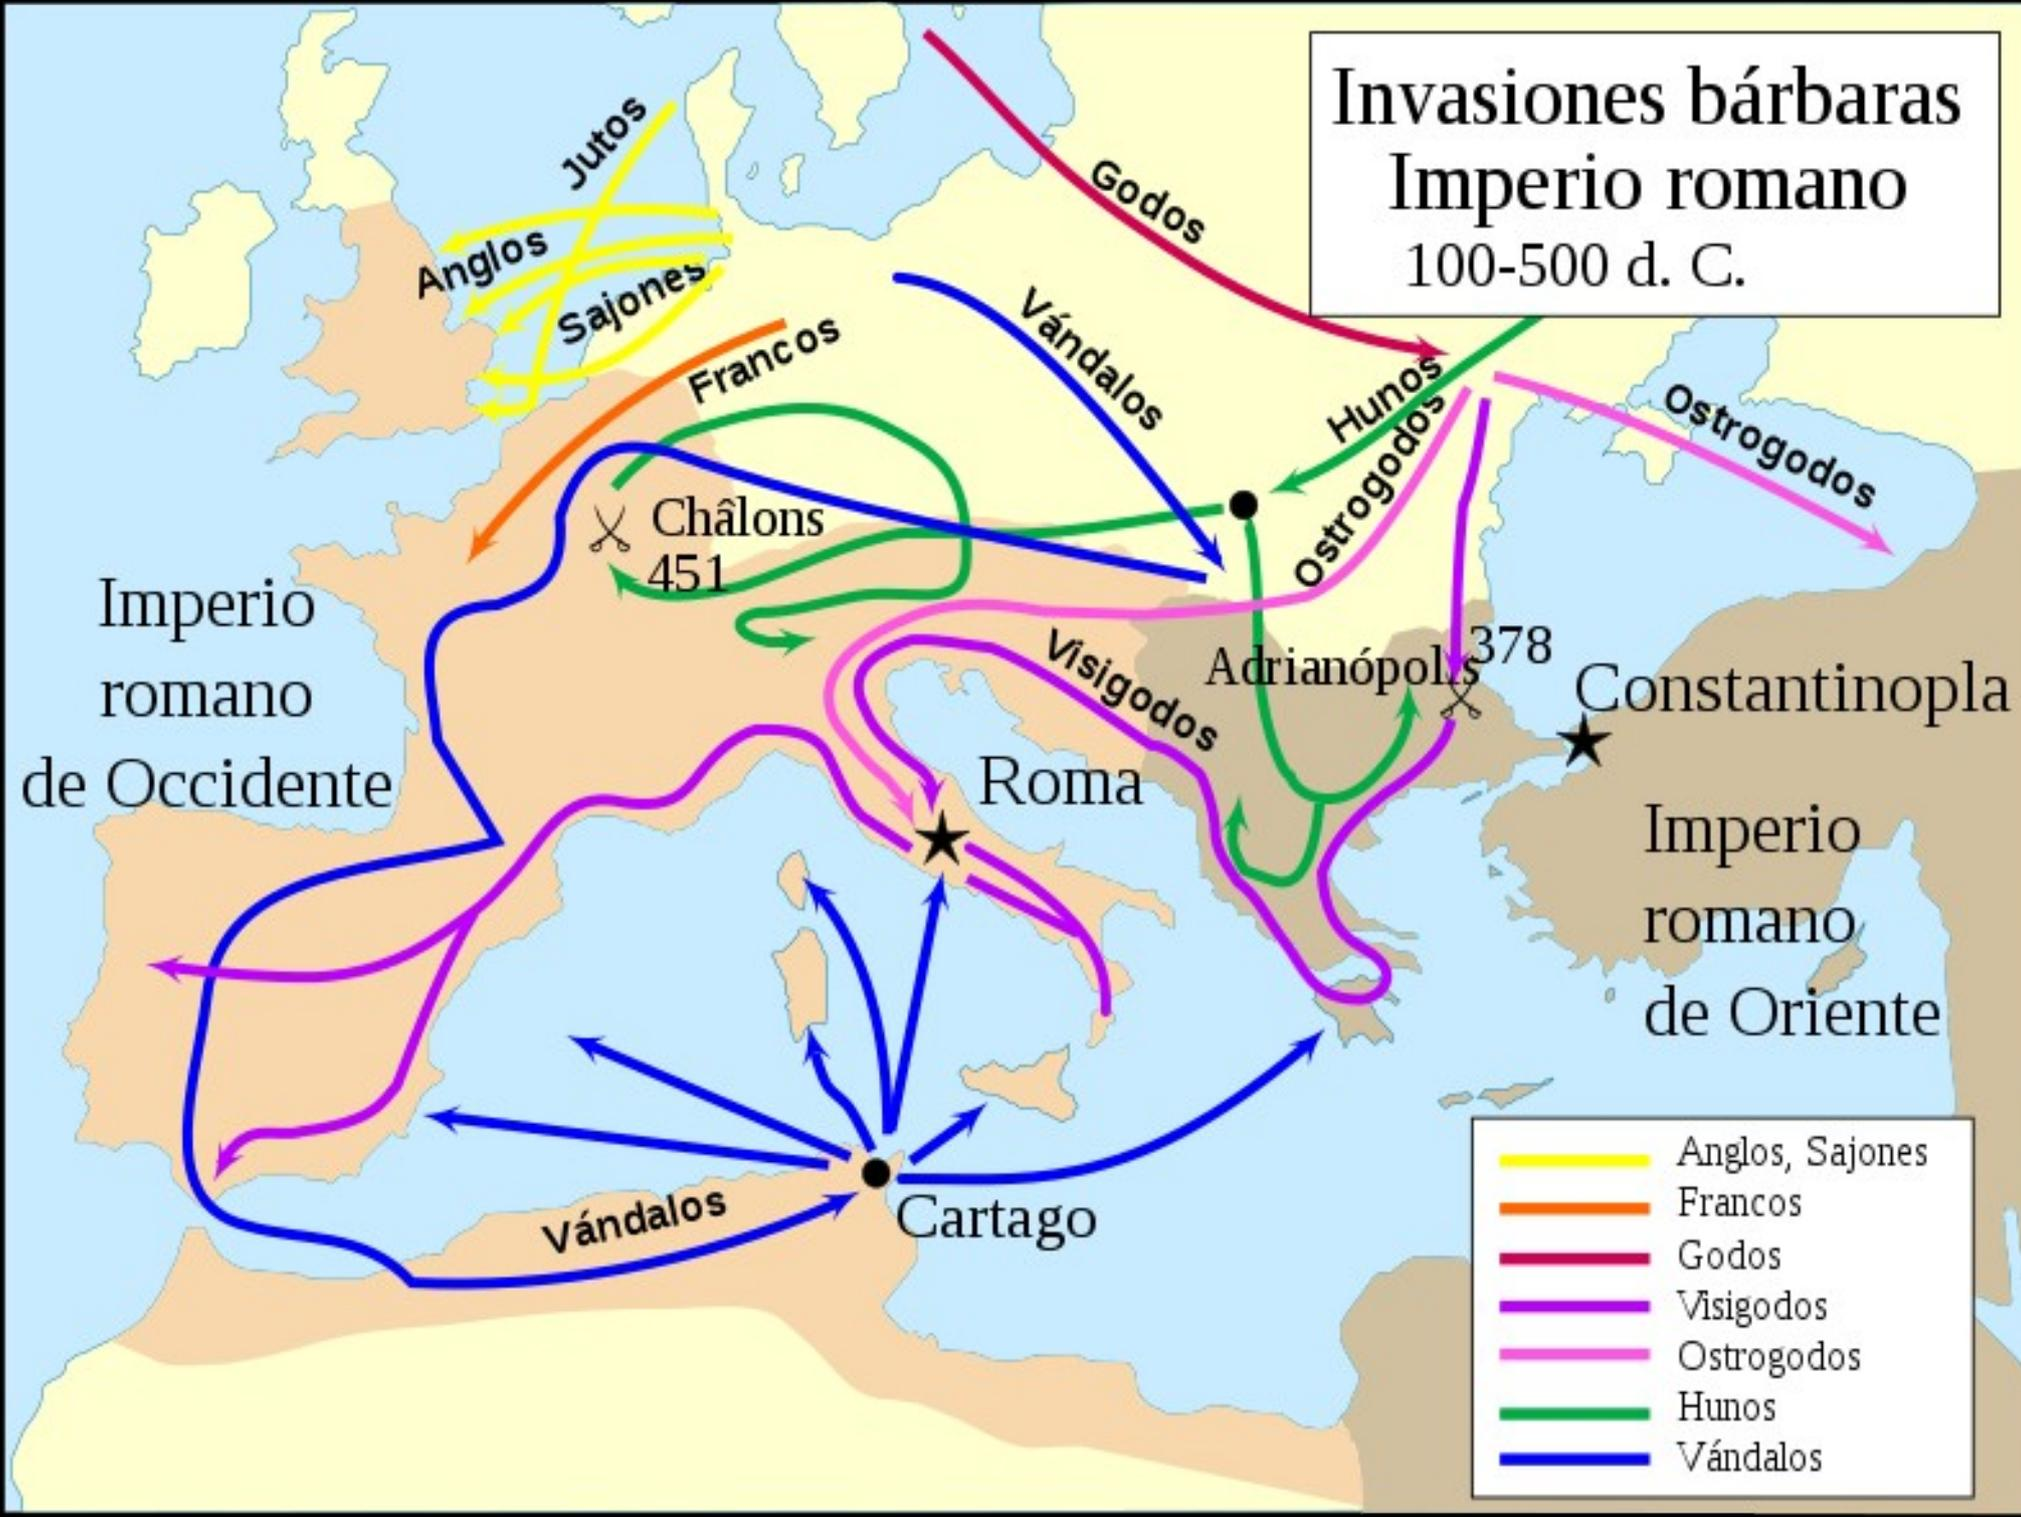 Invasiones bárbaras
Imperio romano
100-500 d. C.
Jutos
Anglos
Sajones
Francos
Godos
Vándalos
Hunos
Ostrogodos
Ostrogodos
Châlons
451
Imperio
romano
de Occidente
Visigodos
Adrianópolis
378
Constantinopla
Roma
Imperio
romano
de Oriente
Vándalos
Cartago
Anglos, Sajones
Francos
Godos
Visigodos
Ostrogodos
Hunos
Vándalos